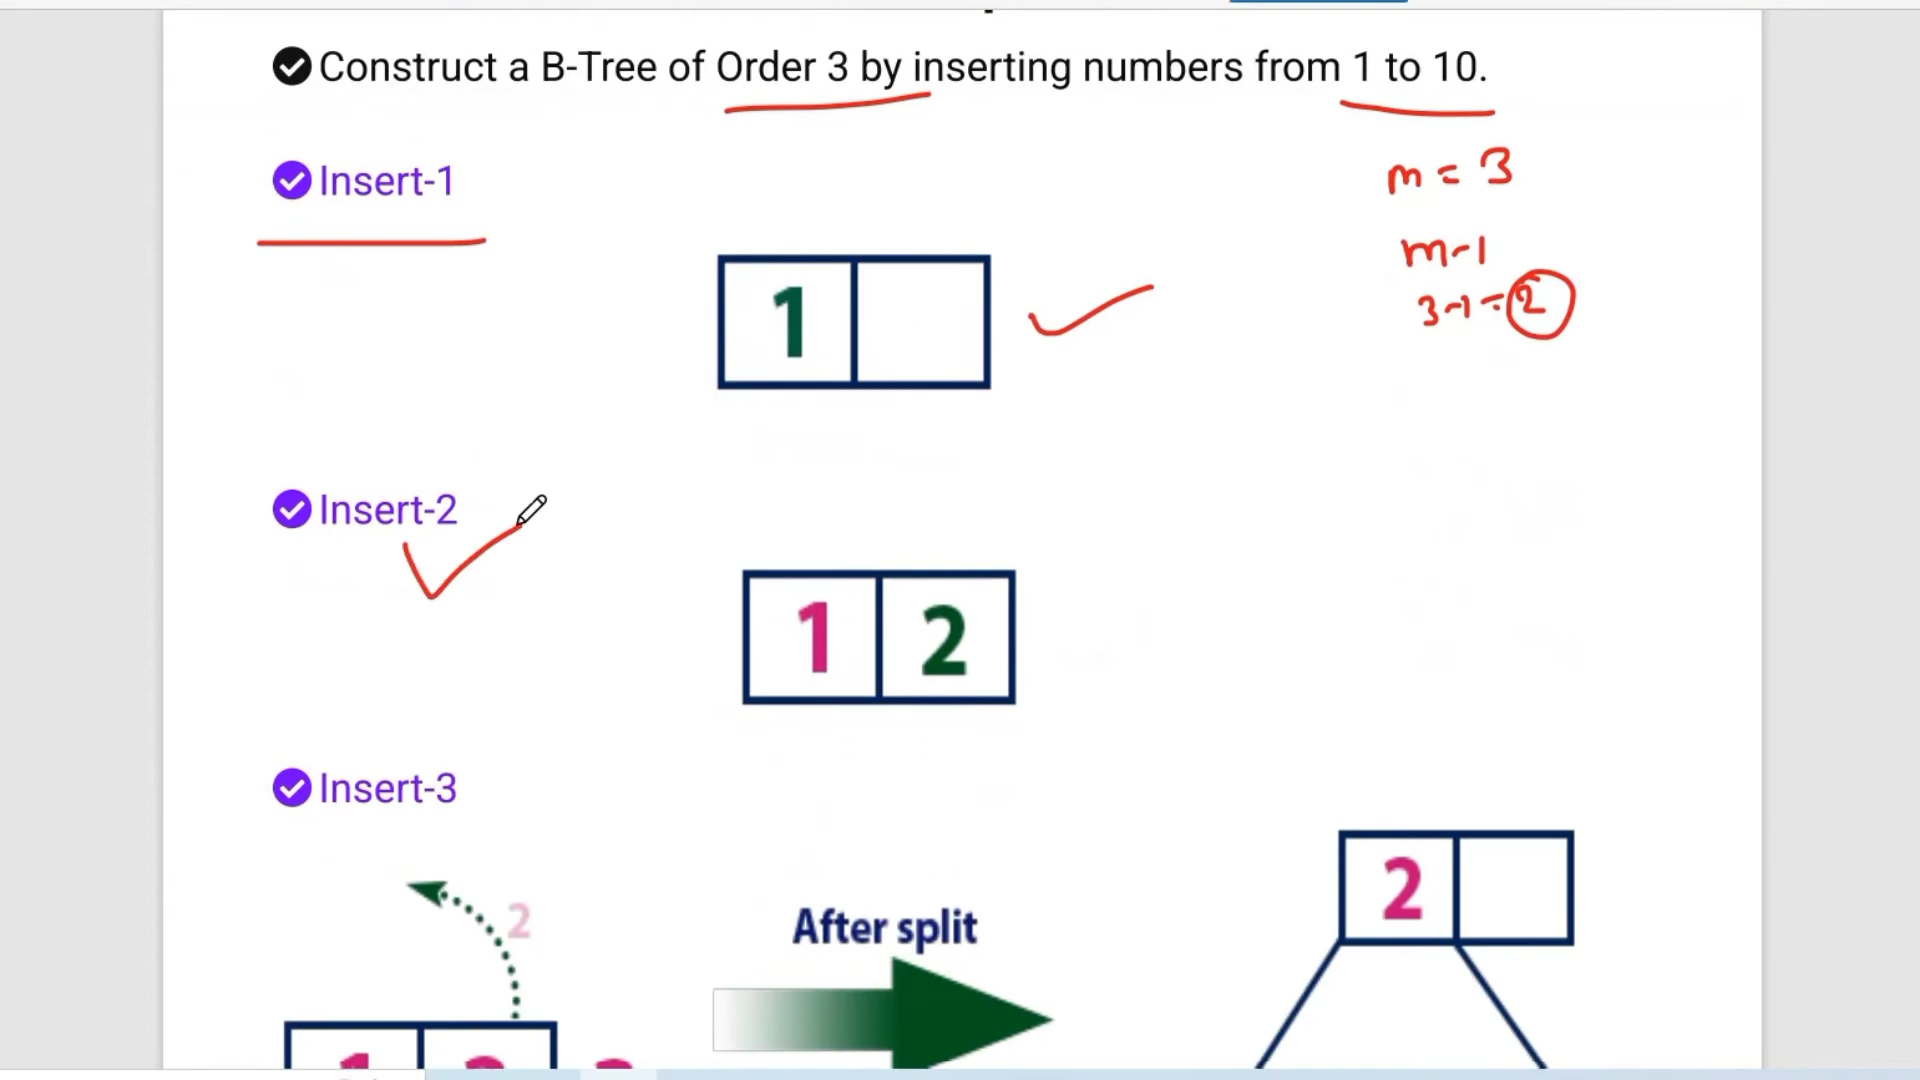 Construct a B-Tree of Order 3 by inserting numbers from 1 to 10.
m = 3
Insert-1
m-1
3-1=2
1
Insert-2
1 2
Insert-3
2
2
After split